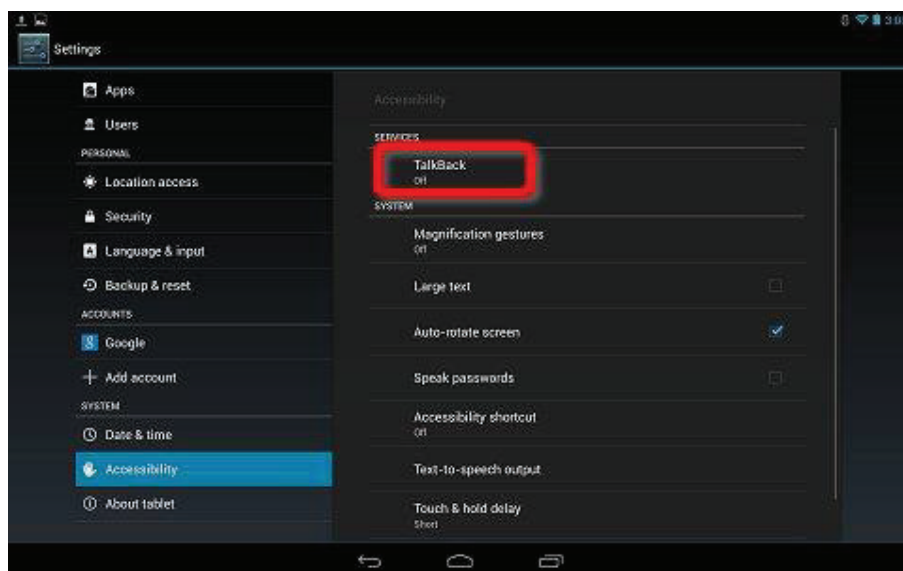 Settings
Apps
Users
PERSONAL
Location access
Security
Language & input
Backup & reset
ACCOUNTS
Google
Add account
SYSTEM
Date & time
Accessibility
About tablet
Accessibility
SERVICES
TalkBack
Off
SYSTEM
Magnification gestures
Off
Large text
Auto-rotate screen
Speak passwords
Accessibility shortcut
Off
Text-to-speech output
Touch & hold delay
Short